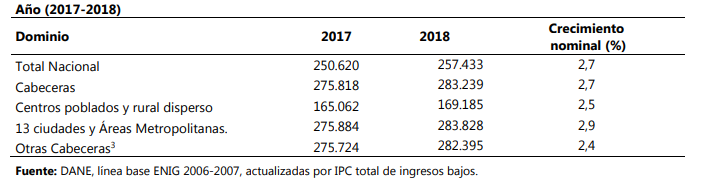 Año (2017-2018)
Dominio 2017 2018 Crecimiento nominal (%)
Total Nacional 250.620 257.433 2,7
Cabeceras 275.818 283.239 2,7
Centros poblados y rural disperso 165.062 169.185 2,5
13 ciudades y Áreas Metropolitanas. 275.884 283.828 2,9
Otras Cabeceras³ 275.724 282.395 2,4
Fuente: DANE, línea base ENIG 2006-2007, actualizadas por IPC total de ingresos bajos.